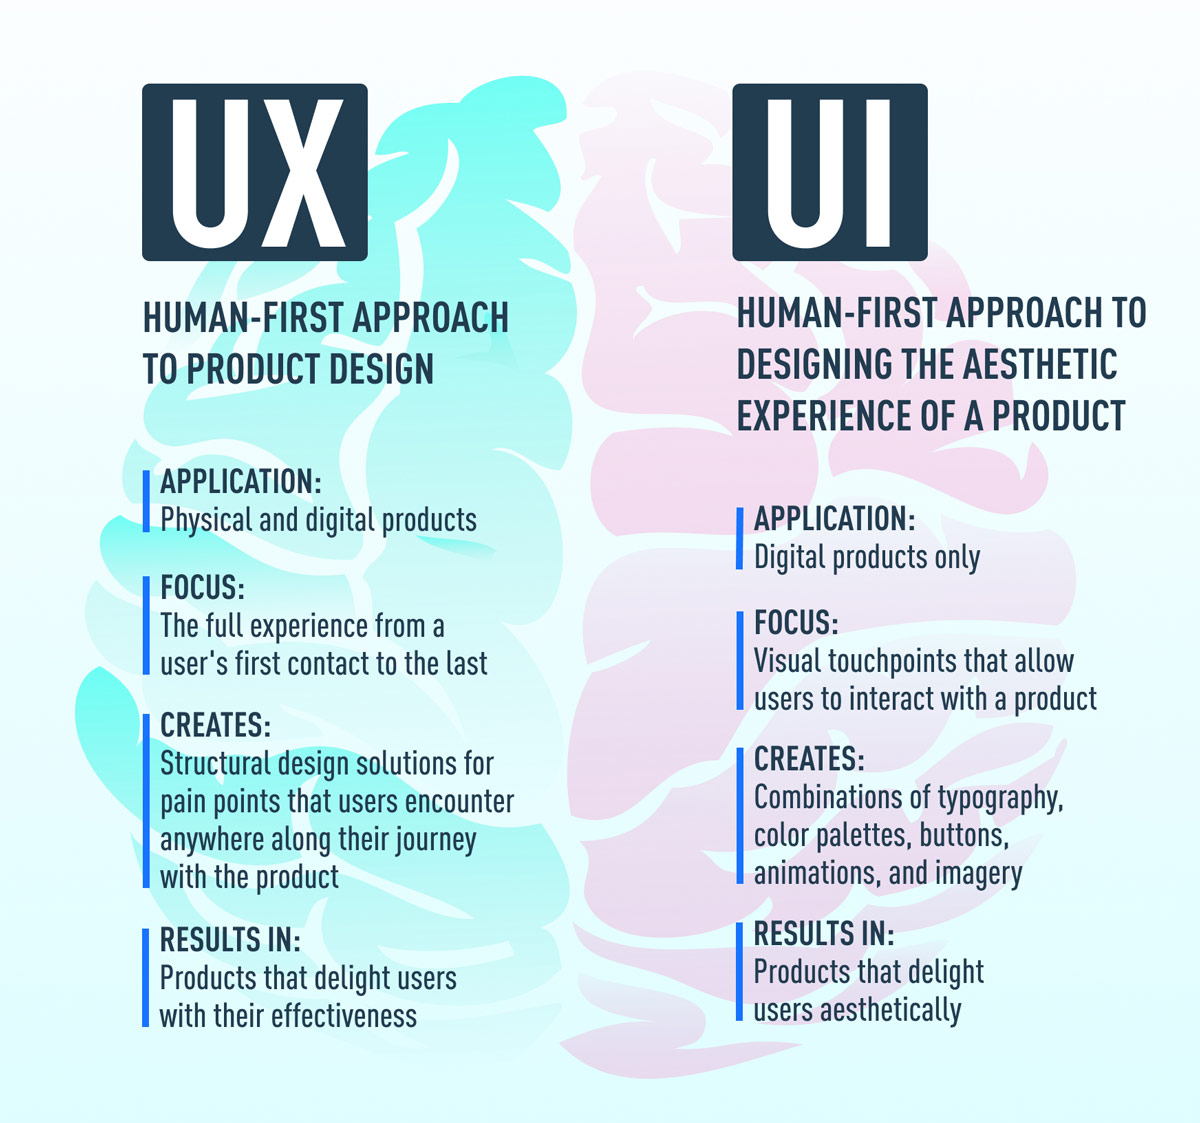 UX
HUMAN-FIRST APPROACH
TO PRODUCT DESIGN
APPLICATION:
Physical and digital products
FOCUS:
The full experience from a
user's first contact to the last
CREATES:
Structural design solutions for
pain points that users encounter
anywhere along their journey
with the product
RESULTS IN:
Products that delight users
with their effectiveness
UI
HUMAN-FIRST APPROACH TO
DESIGNING THE AESTHETIC
EXPERIENCE OF A PRODUCT
APPLICATION:
Digital products only
FOCUS:
Visual touchpoints that allow
users to interact with a product
CREATES:
Combinations of typography,
color palettes, buttons,
animations, and imagery
RESULTS IN:
Products that delight
users aesthetically